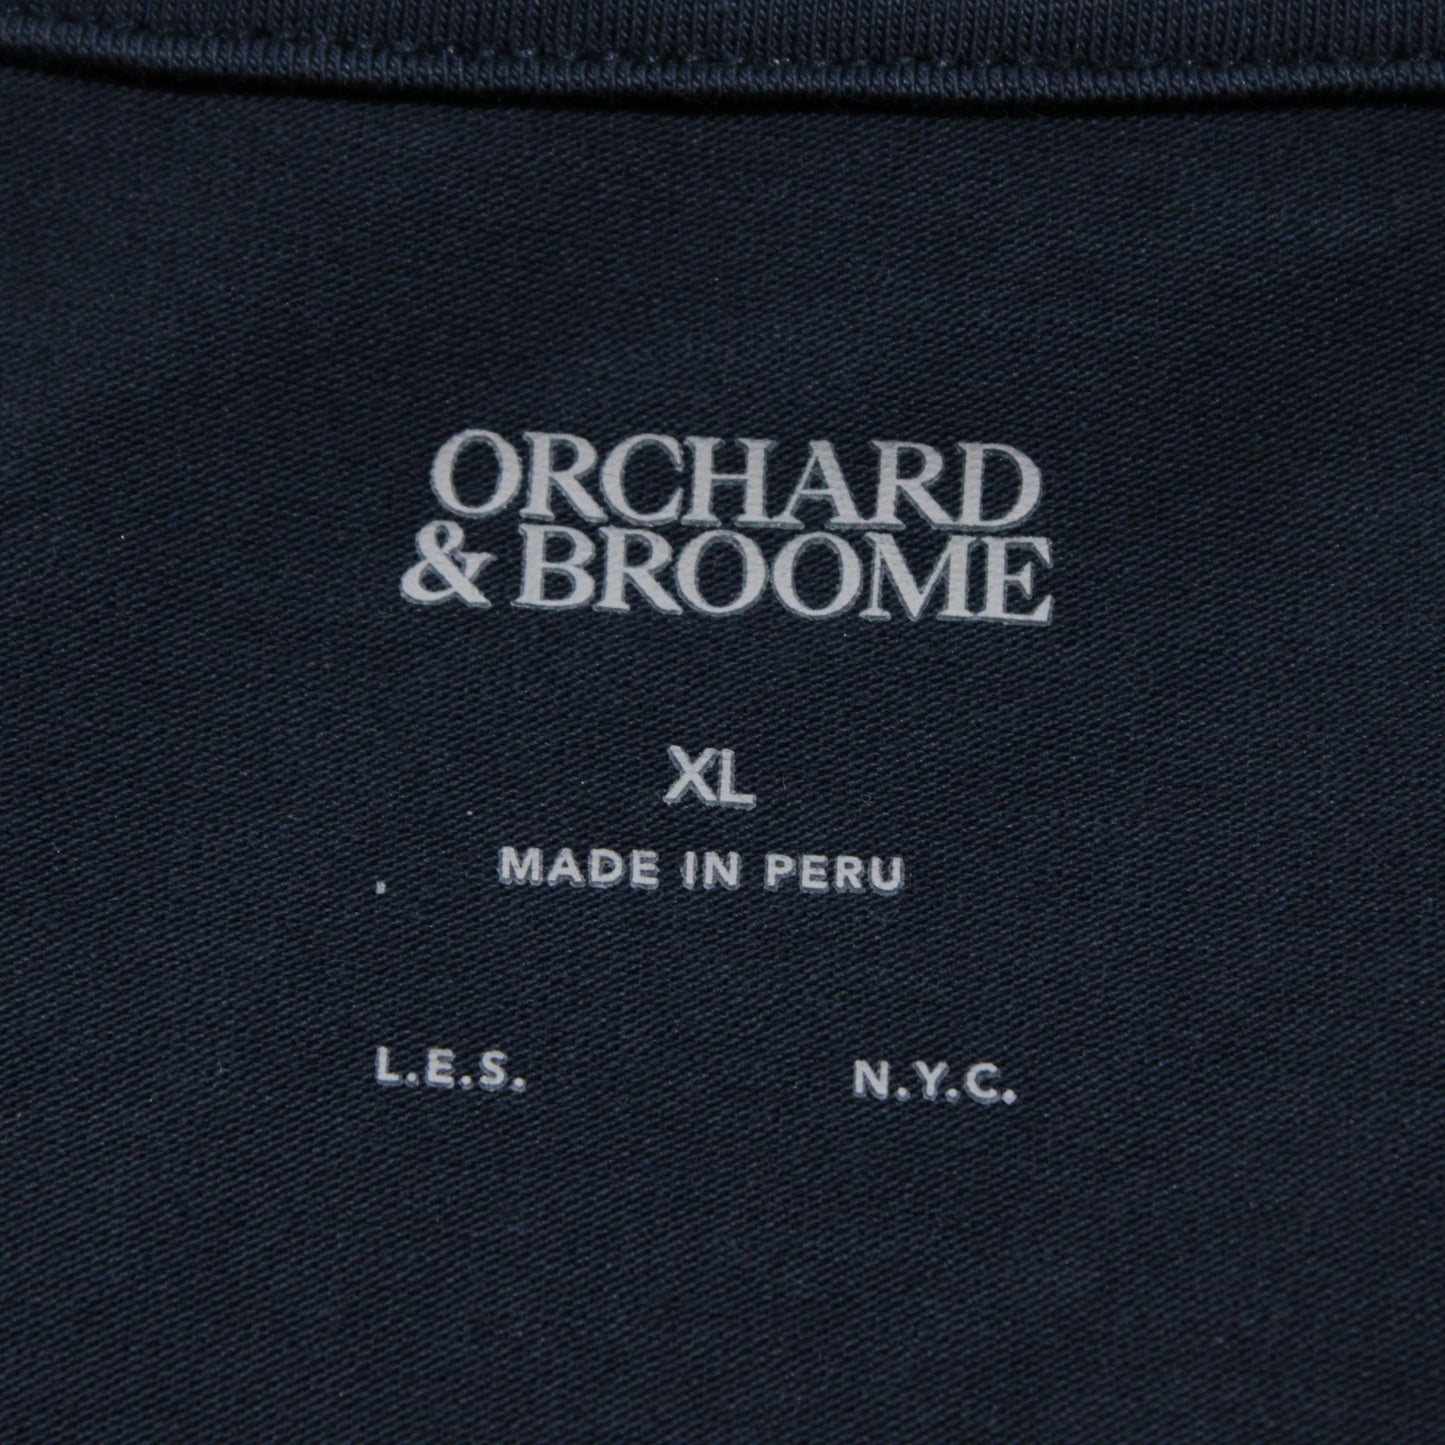 ORCHARD
& BROOME
XL
MADE IN PERU
L.E.S. N.Y.C.